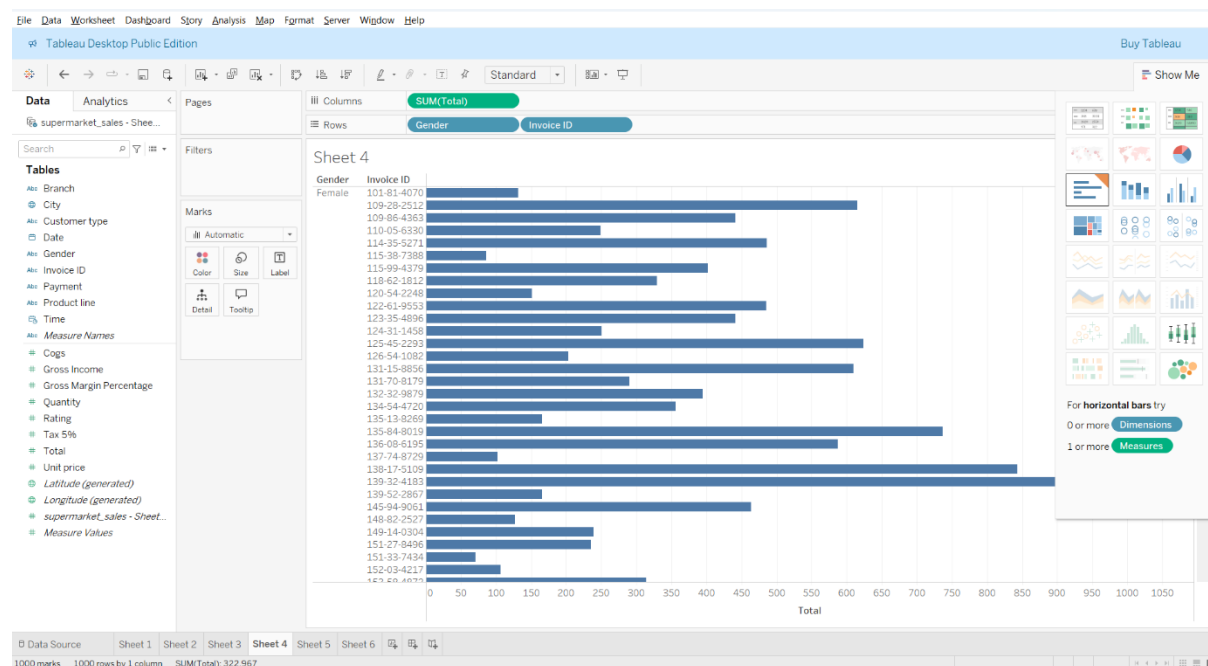 File Data Worksheet Dashboard Story Analysis Map Format Server Window Help
Tableau Desktop Public Edition
Buy Tableau
Standard
Show Me
Data Analytics
supermarket_sales - Shee...
Search
Tables
Abc Branch
City
Abc Customer type
Date
Abc Gender
Abc Invoice ID
Abc Payment
Abc Product line
Time
Abc Measure Names
# Cogs
# Gross Income
# Gross Margin Percentage
# Quantity
# Rating
# Tax 5%
# Total
# Unit price
Latitude (generated)
Longitude (generated)
# supermarket_sales - Sheet...
# Measure Values
Pages
Filters
Marks
Automatic
Color Size Label
Detail Tooltip
Columns SUM(Total)
Rows Gender Invoice ID
Sheet 4
Gender Invoice ID
Female 101-81-4070
109-28-2512
109-86-4363
110-05-6330
114-35-5271
115-38-7388
115-99-4379
118-62-1812
120-54-2248
122-61-9553
123-35-4896
124-31-1458
125-45-2293
126-54-1082
131-15-8856
131-70-8179
132-32-9879
134-54-4720
135-13-8269
135-84-8019
136-08-6195
137-74-8729
138-17-5109
139-32-4183
139-52-2867
145-94-9061
148-82-2527
149-14-0304
151-27-8496
151-33-7434
152-03-4217
0 50 100 150 200 250 300 350 400 450 500 550 600 650 700 750 800 850 900 950 1000 1050
Total
For horizontal bars try
0 or more Dimensions
1 or more Measures
Data Source Sheet 1 Sheet 2 Sheet 3 Sheet 4 Sheet 5 Sheet 6
1000 marks 1000 rows by 1 column SUM(Total): 322,967